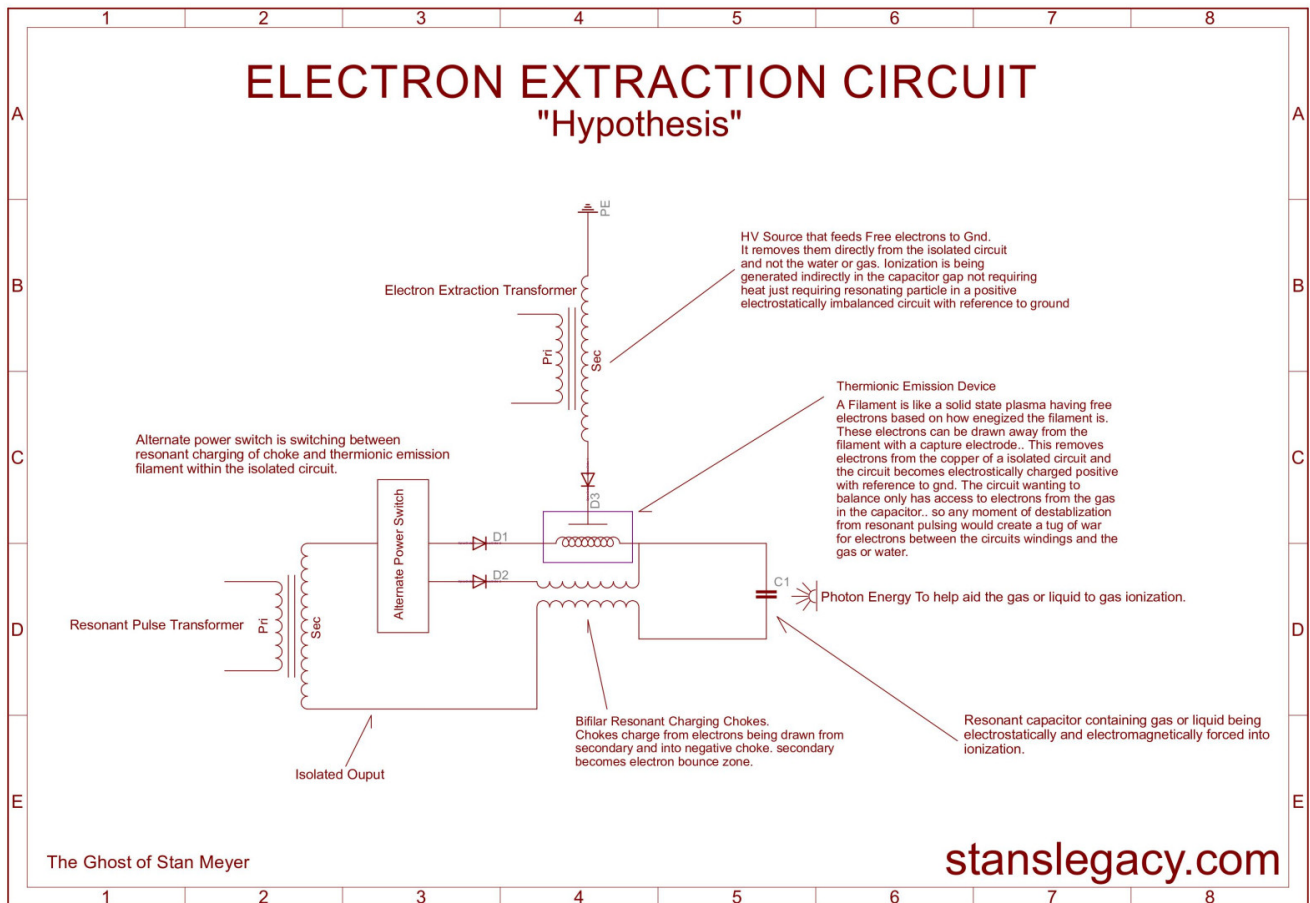 1 2 3 4 5 6 7 8
ELECTRON EXTRACTION CIRCUIT
"Hypothesis"
A A
PE
HV Source that feeds Free electrons to Gnd.
It removes them directly from the isolated circuit
and not the water or gas. Ionization is being
generated indirectly in the capacitor gap not requiring
heat just requiring resonating particle in a positive
electrostatically imbalanced circuit with reference to ground
B B
Electron Extraction Transformer
Pri
Sec
Thermionic Emission Device
A Filament is like a solid state plasma having free
electrons based on how enegized the filament is.
These electrons can be drawn away from the
filament with a capture electrode.. This removes
electrons from the copper of a isolated circuit and
the circuit becomes electrostically charged positive
with reference to gnd. The circuit wanting to
balance only has access to electrons from the gas
in the capacitor.. so any moment of destablization
from resonant pulsing would create a tug of war
for electrons between the circuits windings and the
gas or water.
Alternate power switch is switching between
resonant charging of choke and thermionic emission
filament within the isolated circuit.
C C
D3
Alternate Power Switch
D1
D2
C1
Photon Energy To help aid the gas or liquid to gas ionization.
Resonant Pulse Transformer
Pri
Sec
D D
Bifilar Resonant Charging Chokes.
Chokes charge from electrons being drawn from
secondary and into negative choke. secondary
becomes electron bounce zone.
Resonant capacitor containing gas or liquid being
electrostatically and electromagnetically forced into
ionization.
Isolated Ouput
E E
The Ghost of Stan Meyer
stanslegacy.com
1 2 3 4 5 6 7 8